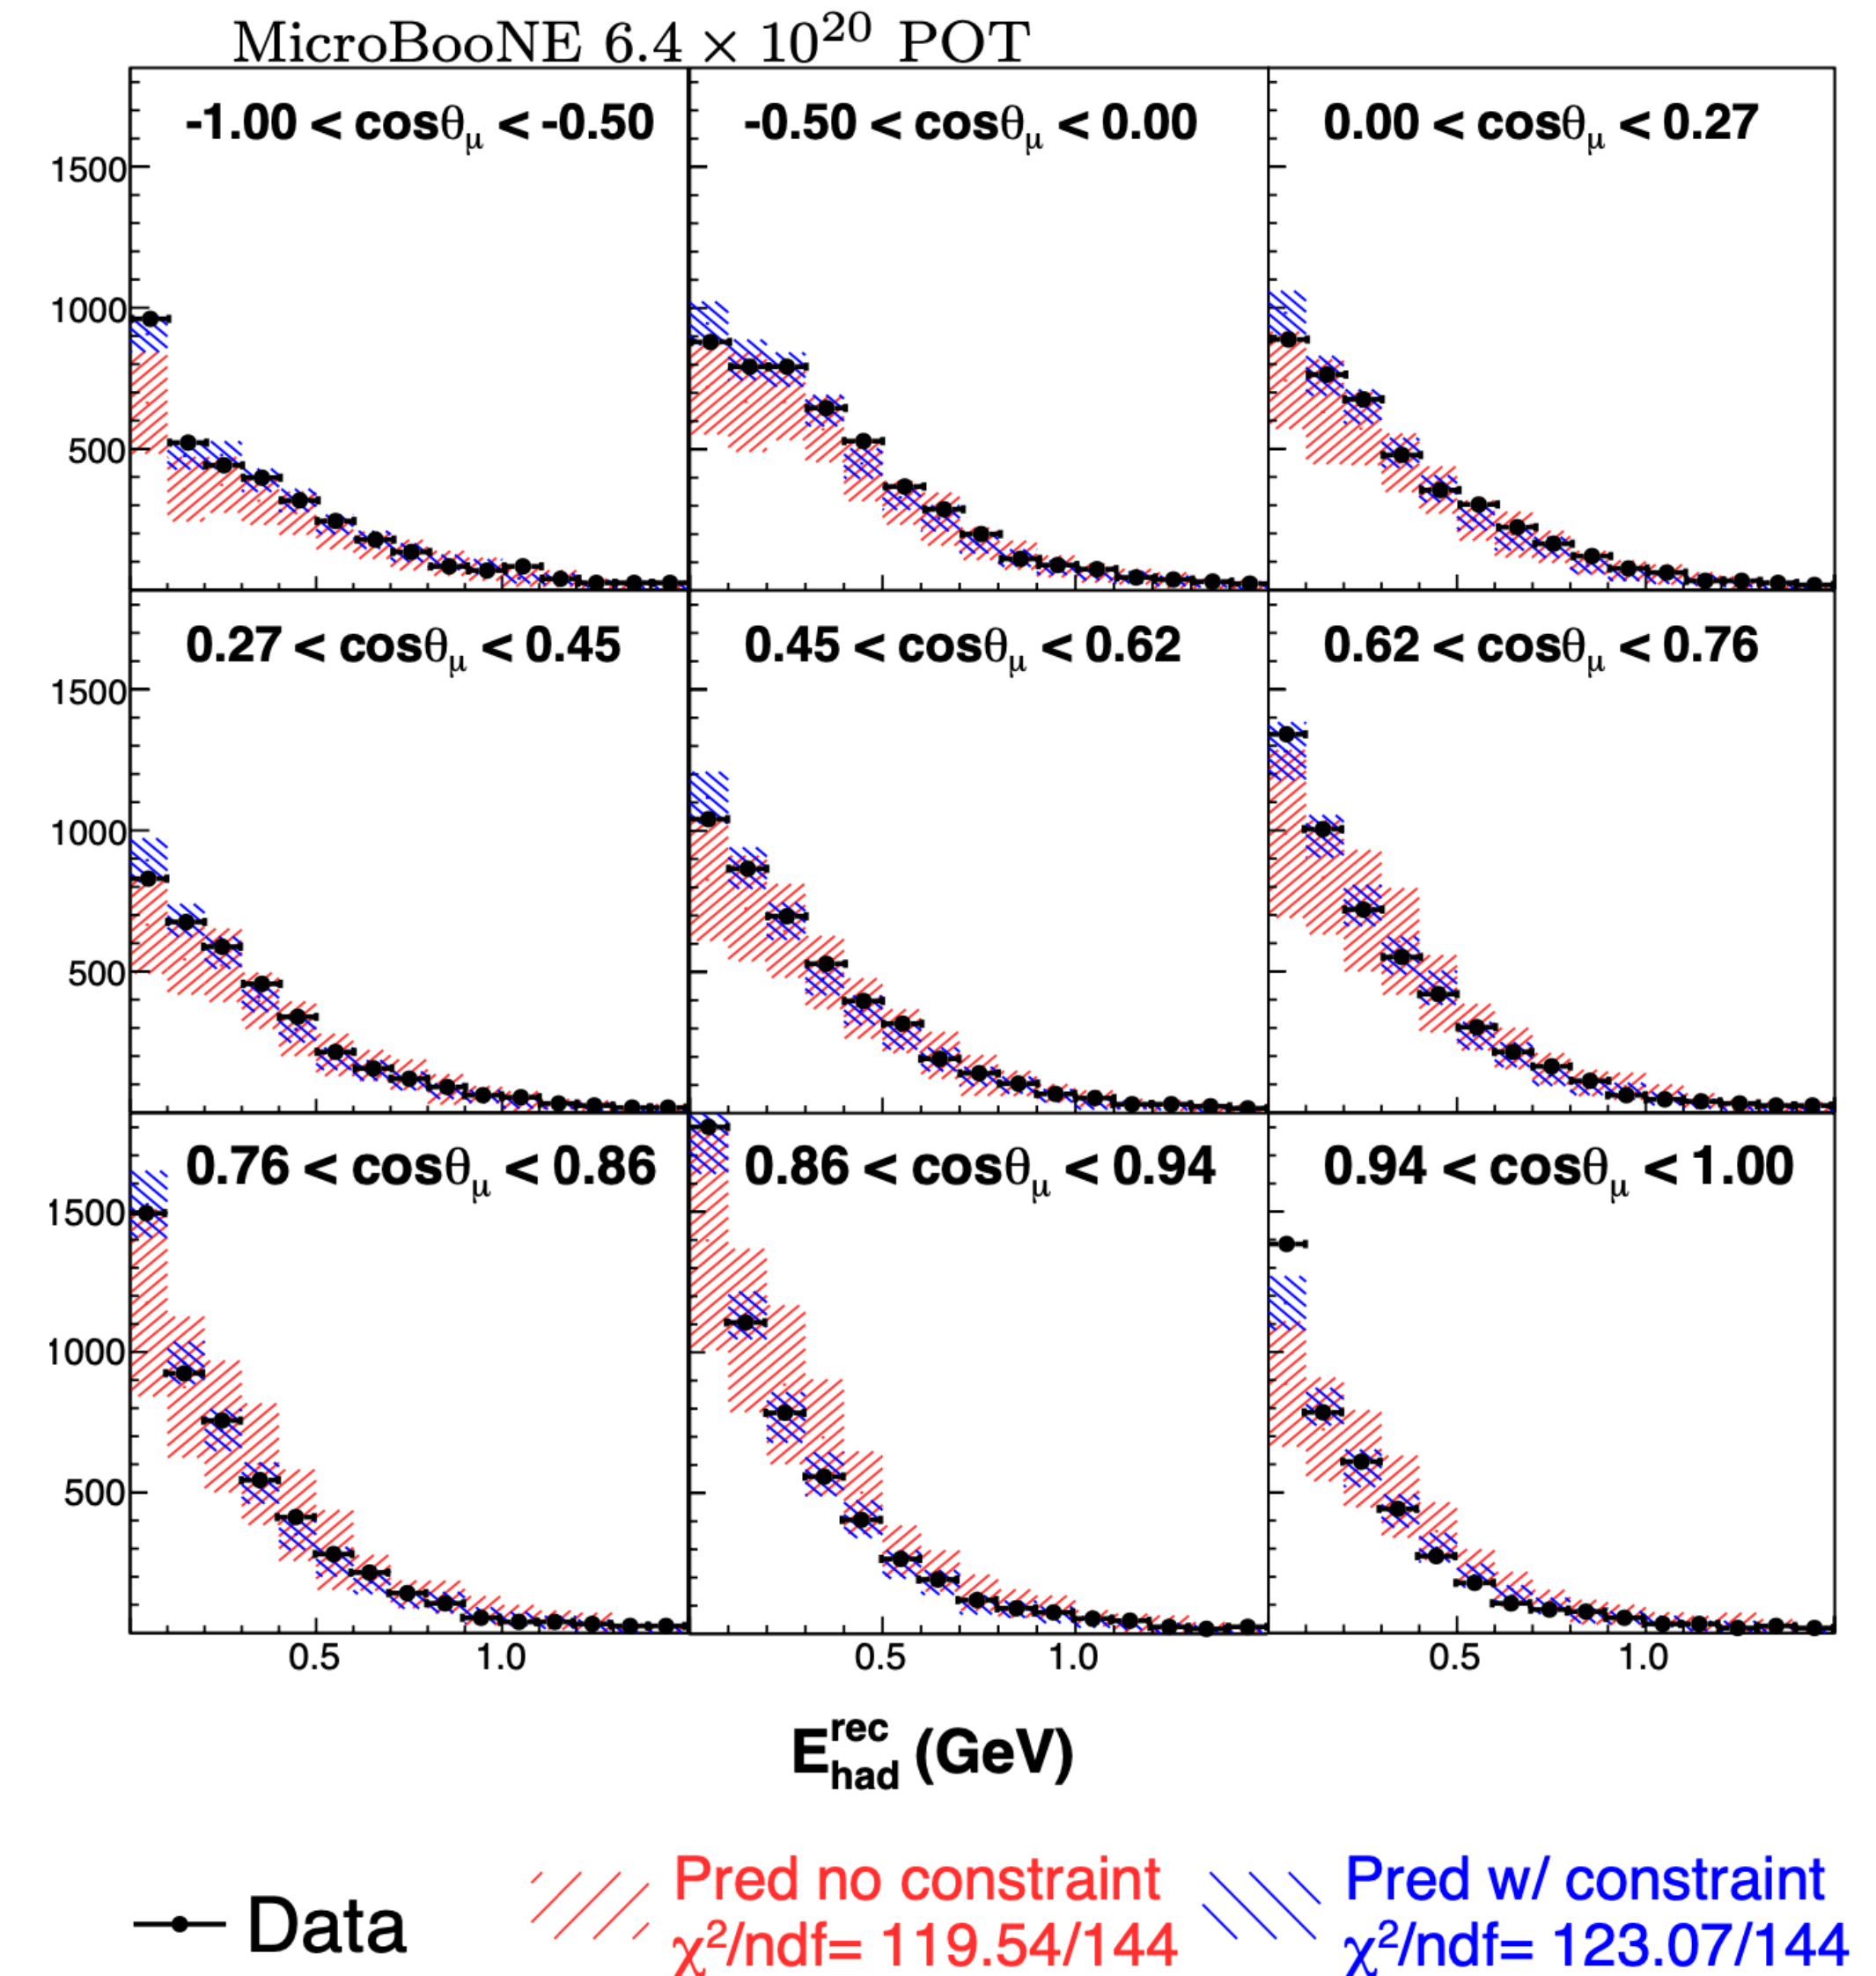 MicroBooNE 6.4 × 10²⁰ POT
-1.00 < cosθμ < -0.50
-0.50 < cosθμ < 0.00
0.00 < cosθμ < 0.27
1500
1000
500
0.27 < cosθμ < 0.45
0.45 < cosθμ < 0.62
0.62 < cosθμ < 0.76
1500
1000
500
0.76 < cosθμ < 0.86
0.86 < cosθμ < 0.94
0.94 < cosθμ < 1.00
1500
1000
500
0.5 1.0 0.5 1.0 0.5 1.0
E rec had (GeV)
Data
Pred no constraint
χ²/ndf= 119.54/144
Pred w/ constraint
χ²/ndf= 123.07/144